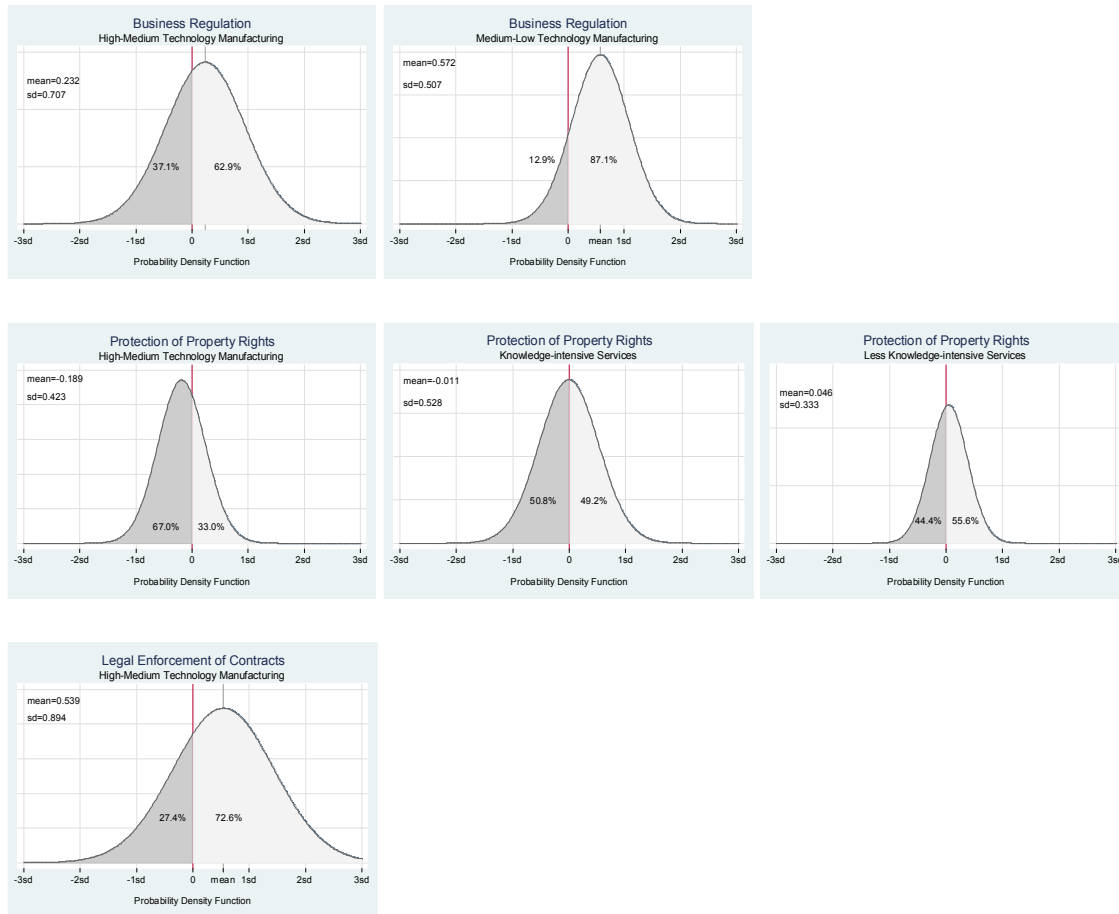 Business Regulation
High-Medium Technology Manufacturing
mean=0.232
sd=0.707
37.1% 62.9%
-3sd -2sd -1sd 0 1sd 2sd 3sd
Probability Density Function
Business Regulation
Medium-Low Technology Manufacturing
mean=0.572
sd=0.507
12.9% 87.1%
-3sd -2sd -1sd 0 mean 1sd 2sd 3sd
Probability Density Function
Protection of Property Rights
High-Medium Technology Manufacturing
mean=-0.189
sd=0.423
67.0% 33.0%
-3sd -2sd -1sd 0 1sd 2sd 3sd
Probability Density Function
Protection of Property Rights
Knowledge-intensive Services
mean=-0.011
sd=0.528
50.8% 49.2%
-3sd -2sd -1sd 0 1sd 2sd 3sd
Probability Density Function
Protection of Property Rights
Less Knowledge-intensive Services
mean=0.046
sd=0.333
44.4% 55.6%
-3sd -2sd -1sd 0 1sd 2sd 3sd
Probability Density Function
Legal Enforcement of Contracts
High-Medium Technology Manufacturing
mean=0.539
sd=0.894
27.4% 72.6%
-3sd -2sd -1sd 0 mean 1sd 2sd 3sd
Probability Density Function